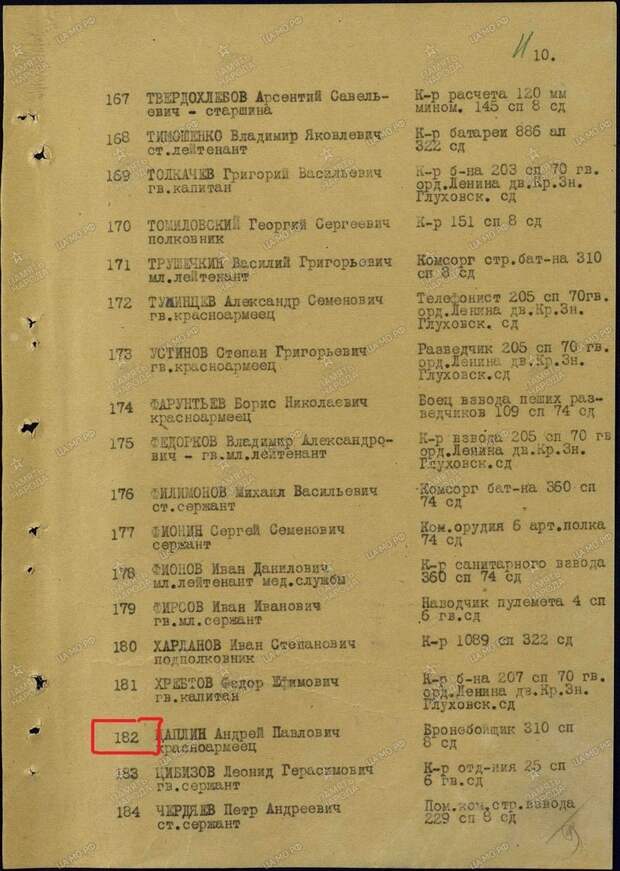 11 10.
167 ТВЕРДОХЛЕБОВ Арсентий Савель- К-р расчета 120 мм
евич - старшина мином. 145 сп 8 сд
168 ТИМОШЕНКО Владимир Яковлевич К-р батареи 886 ап
ст.лейтенант 322 сд
169 ТОЛКАЧЕВ Григорий Васильевич К-р б-на 203 сп 70 гв.
гв.капитан орд.Ленина дв.Кр.Зн.
Глуховск. сд
170 ТОМИЛОВСКИЙ Георгий Сергеевич К-р 151 сп 8 сд
полковник
171 ТРУШЕЧКИН Василий Григорьевич Комсорг стр.бат-на 310
мл.лейтенант сп 8 сд
172 ТУМИНЦЕВ Александр Семенович Телефонист 205 сп 70гв.
гв.красноармеец орд.Ленина дв.Кр.Зн.
Глуховск. сд
173 УСТИНОВ Степан Григорьевич Разведчик 205 сп 70 гв.
гв.красноармеец орд.Ленина дв.Кр.Зн.
Глуховск.сд
174 ФАРУНТЬЕВ Борис Николаевич Боец взвода пеших раз-
красноармеец ведчиков 109 сп 74 сд
175 ФЕДОРКОВ Владимир Александро- К-р взвода 205 сп 70 гв
вич - гв.мл.лейтенант орд.Ленина дв.Кр.Зн.
Глуховск.сд
176 ФИЛИМОНОВ Михаил Васильевич Комсорг бат-на 360 сп
ст.сержант 74 сд
177 ФИОНИН Сергей Семенович Ком.орудия 6 арт.полка
сержант 74 сд
178 ФИОНОВ Иван Данилович К-р санитарного взвода
мл.лейтенант мед.службы 360 сп 74 сд
179 ФИРСОВ Иван Иванович Наводчик пулемета 4 сп
гв.мл.сержант 6 гв.сд
180 ХАРЛАНОВ Иван Степанович К-р 1089 сп 322 сд
подполковник
181 ХРЕБТОВ Федор Ефимович К-р б-на 207 сп 70 гв.
гв.капитан орд.Ленина дв.Кр.Зн.
Глуховск.сд
182 ЦАПЛИН Андрей Павлович Бронебойщик 310 сп
красноармеец 8 сд
183 ЦИБИЗОВ Леонид Герасимович К-р отд-ния 25 сп
гв.сержант 6 гв.сд
184 ЧЕРДЯЕВ Петр Андреевич Пом.ком.стр.взвода
ст.сержант 229 сп 8 сд